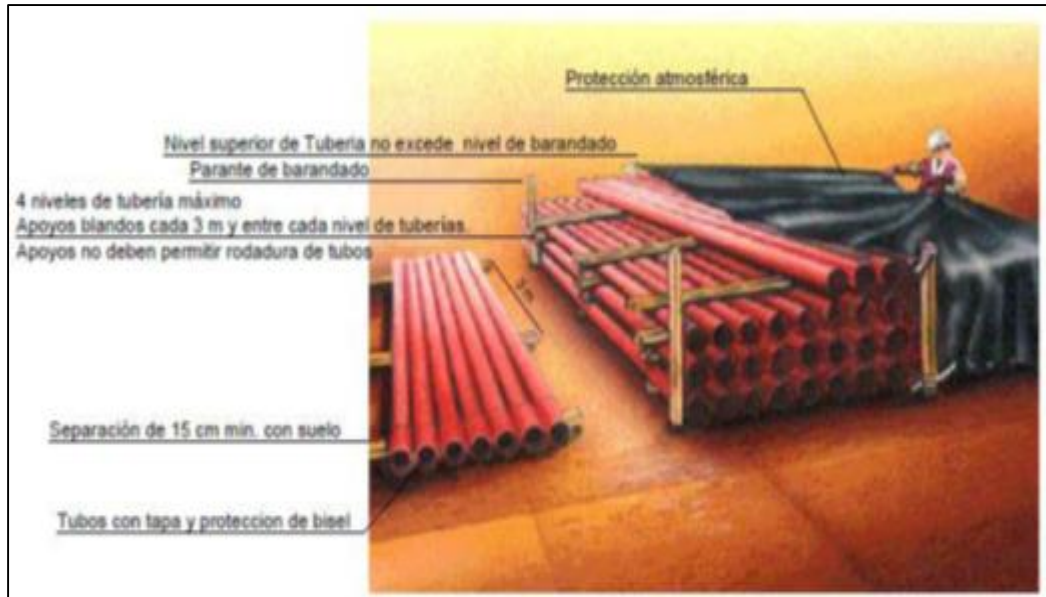 Protección atmosférica
Nivel superior de Tuberia no excede nivel de barandado
Parante de barandado
4 niveles de tubería máximo
Apoyos blandos cada 3 m y entre cada nivel de tuberías.
Apoyos no deben permitir rodadura de tubos
3 m
Separación de 15 cm min. con suelo
Tubos con tapa y proteccion de bisel